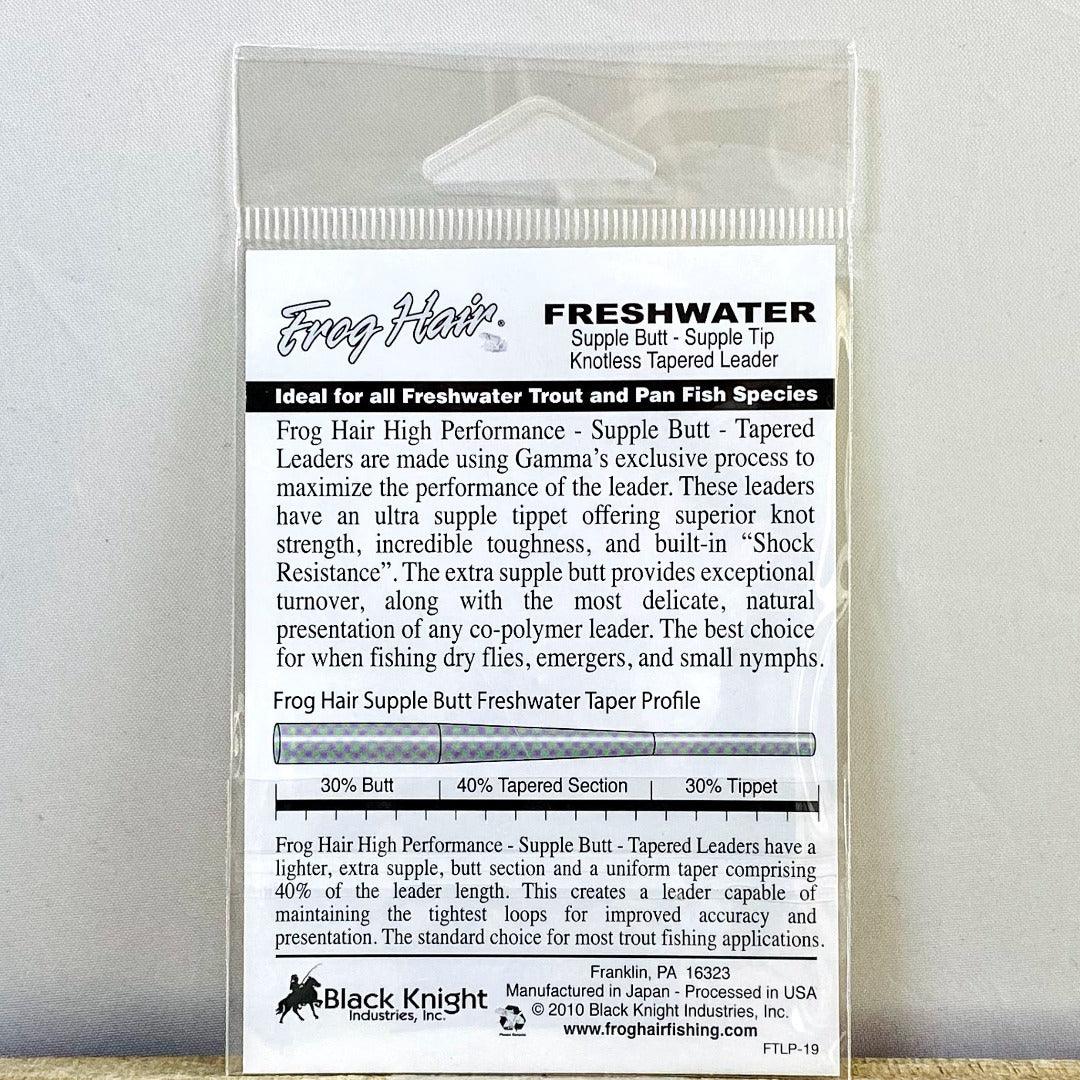 Frog Hair®
FRESHWATER
Supple Butt - Supple Tip
Knotless Tapered Leader
Ideal for all Freshwater Trout and Pan Fish Species
Frog Hair High Performance - Supple Butt - Tapered
Leaders are made using Gamma's exclusive process to
maximize the performance of the leader. These leaders
have an ultra supple tippet offering superior knot
strength, incredible toughness, and built-in “Shock
Resistance”. The extra supple butt provides exceptional
turnover, along with the most delicate, natural
presentation of any co-polymer leader. The best choice
for when fishing dry flies, emergers, and small nymphs.
Frog Hair Supple Butt Freshwater Taper Profile
30% Butt 40% Tapered Section 30% Tippet
Frog Hair High Performance - Supple Butt - Tapered Leaders have a
lighter, extra supple, butt section and a uniform taper comprising
40% of the leader length. This creates a leader capable of
maintaining the tightest loops for improved accuracy and
presentation. The standard choice for most trout fishing applications.
Black Knight
Industries, Inc.
Please Recycle
Franklin, PA 16323
Manufactured in Japan - Processed in USA
© 2010 Black Knight Industries, Inc.
www.froghairfishing.com
FTLP-19